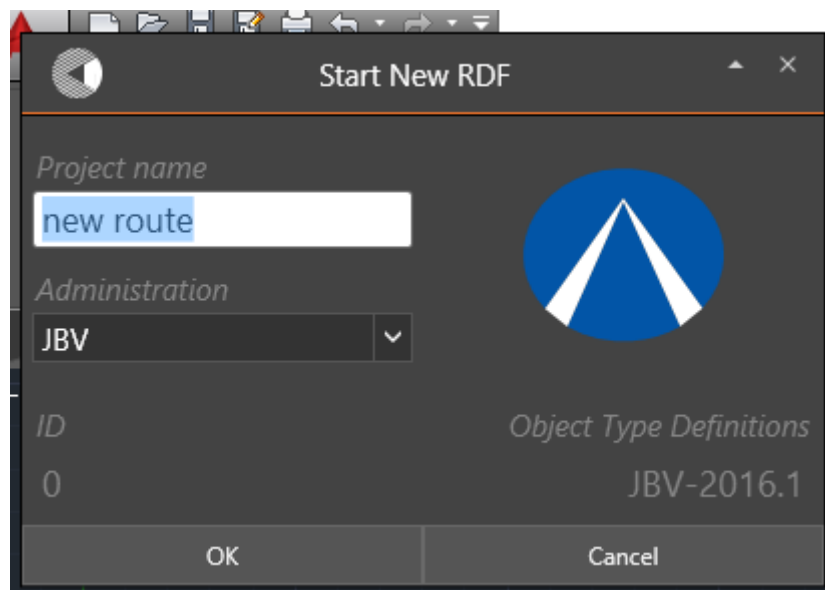 Start New RDF
Project name
new route
Administration
JBV
ID
Object Type Definitions
0
JBV-2016.1
OK
Cancel